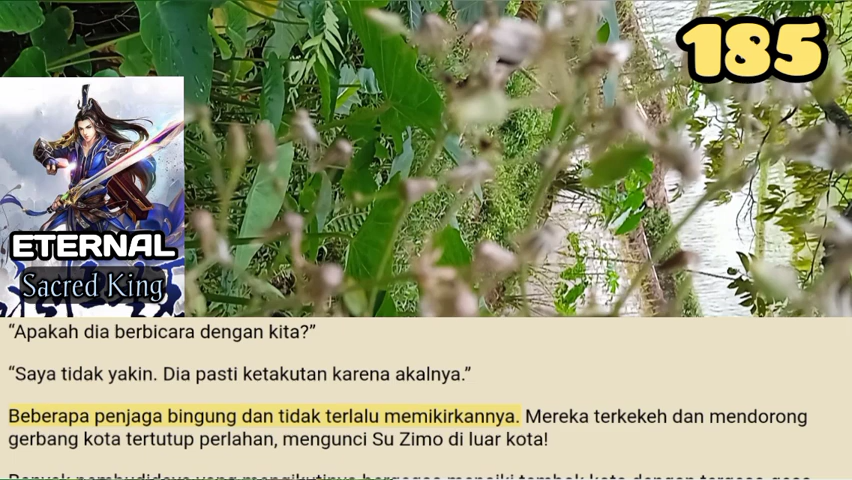 185
ETERNAL
Sacred King
“Apakah dia berbicara dengan kita?”
“Saya tidak yakin. Dia pasti ketakutan karena akalnya.”
Beberapa penjaga bingung dan tidak terlalu memikirkannya. Mereka terkekeh dan mendorong
gerbang kota tertutup perlahan, mengunci Su Zimo di luar kota!